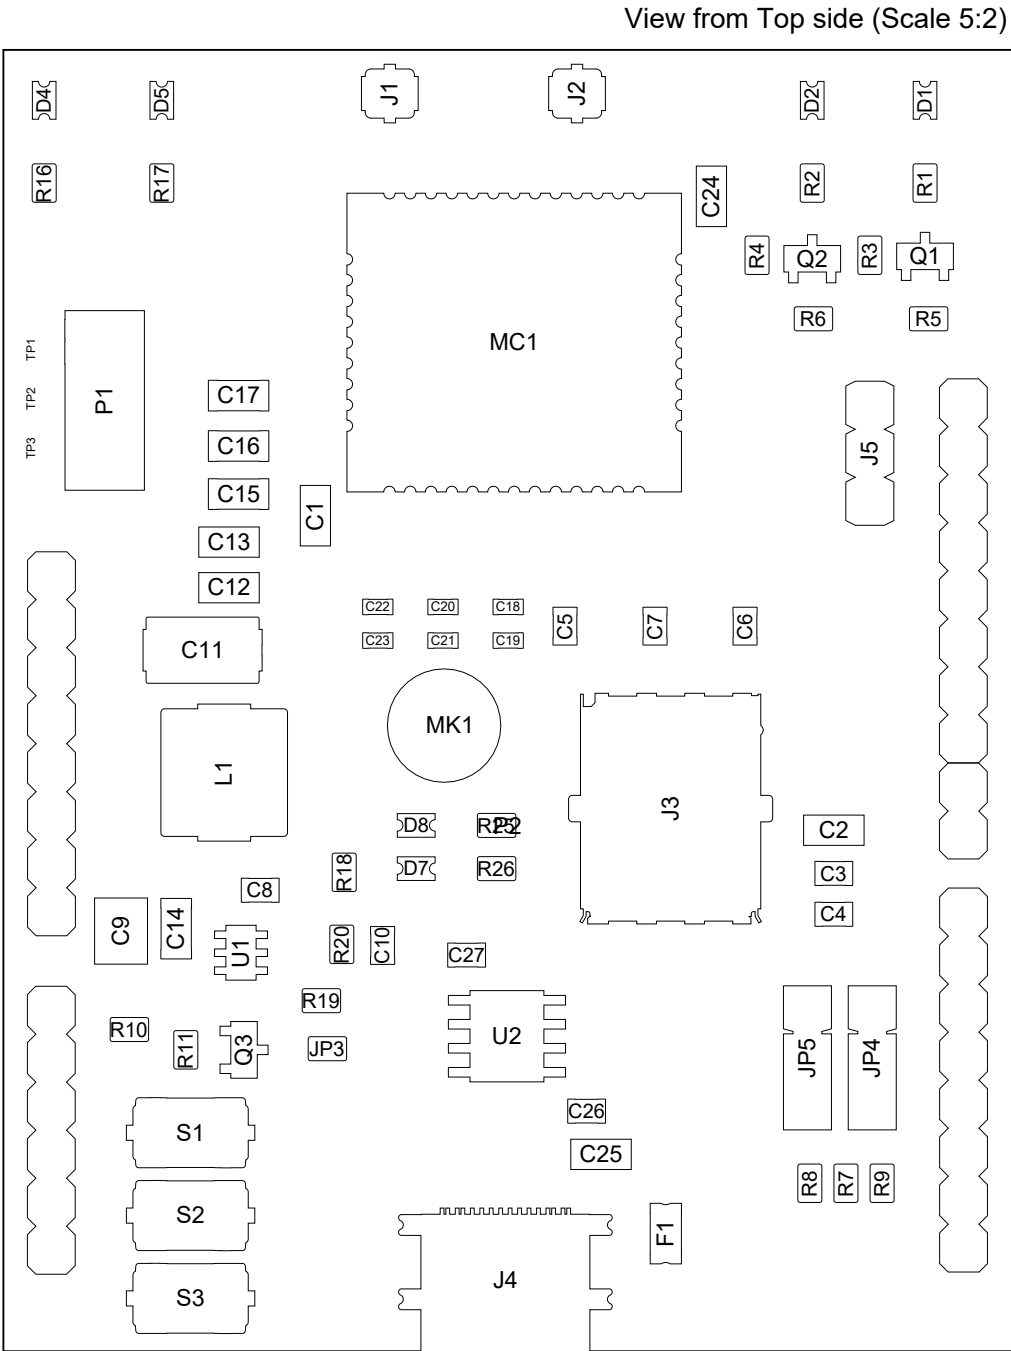 View from Top side (Scale 5:2)
D4 D5 J1 J2 D2 D1
R16 R17 C24 R2 R1
R4 Q2 R3 Q1
R6 R5
MC1
TP1
TP2
TP3
P1
C17
C16
C15
C13
C12
C1
J5
C22 C20 C18
C23 C21 C19
C5 C7 C6
C11
MK1
L1
J3
D8 R25 P2
D7 R26
R18
C2
C3
C4
C8
C9 C14 U1
R20 C10 C27
R19
R10 R11 Q3 JP3
U2
JP5 JP4
C26
C25
S1
S2
S3
R8 R7 R9
F1
J4